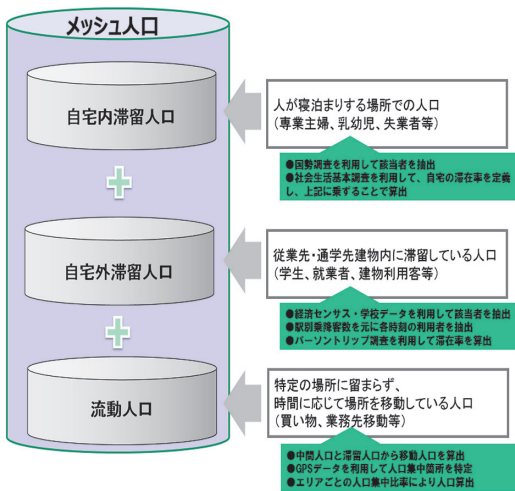 メッシュ人口
自宅内滞留人口
人が寝泊まりする場所での人口
(専業主婦、乳幼児、失業者等)
●国勢調査を利用して該当者を抽出
●社会生活基本調査を利用して、自宅の滞在率を定義
し、上記に乗ずることで算出
+
自宅外滞留人口
従業先・通学先建物内に滞留している人口
(学生、就業者、建物利用客等)
●経済センサス・学校データを利用して該当者を抽出
●駅別乗降客数を元に各時刻の利用者を抽出
●パーソントリップ調査を利用して滞在率を算出
+
流動人口
特定の場所に留まらず、
時間に応じて場所を移動している人口
(買い物、業務先移動等)
●中間人口と滞留人口から移動人口を算出
●GPSデータを利用して人口集中箇所を特定
●エリアごとの人口集中比率により人口算出